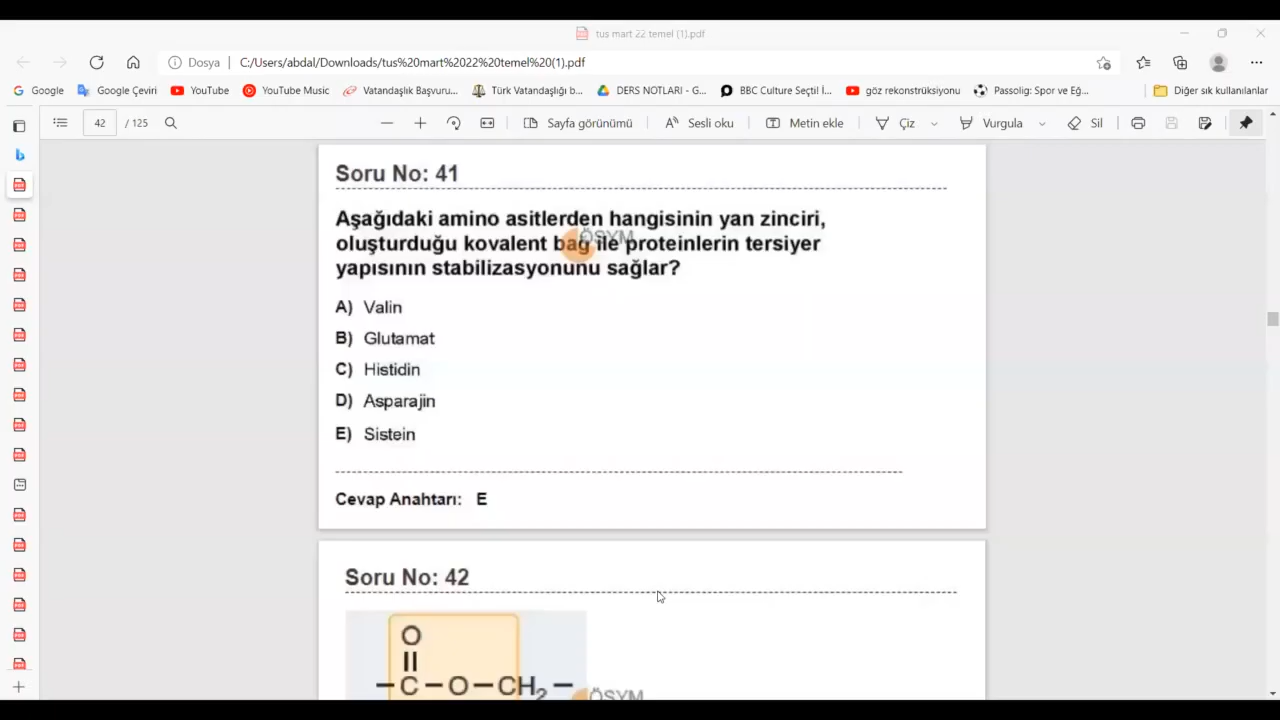 tus mart 22 temel (1).pdf
Dosya
C:/Users/abdal/Downloads/tus%20mart%2022%20temel%20(1).pdf
Google
Google Çeviri
YouTube
YouTube Music
Vatandaşlık Başvuru...
Türk Vatandaşlığı b...
DERS NOTLARI - G...
BBC Culture Seçtil İ...
göz rekonstrüksiyonu
Passolig: Spor ve Eğ...
Diğer sık kullanılanlar
42 / 125
Sayfa görünümü
Sesli oku
Metin ekle
Çiz
Vurgula
Sil
Soru No: 41
Aşağıdaki amino asitlerden hangisinin yan zinciri,
oluşturduğu kovalent bağ ile proteinlerin tersiyer
yapısının stabilizasyonunu sağlar?
ÖSYM
A) Valin
B) Glutamat
C) Histidin
D) Asparajin
E) Sistein
Cevap Anahtarı: E
Soru No: 42
O
||
– C – O – CH2 –
ÖSYM